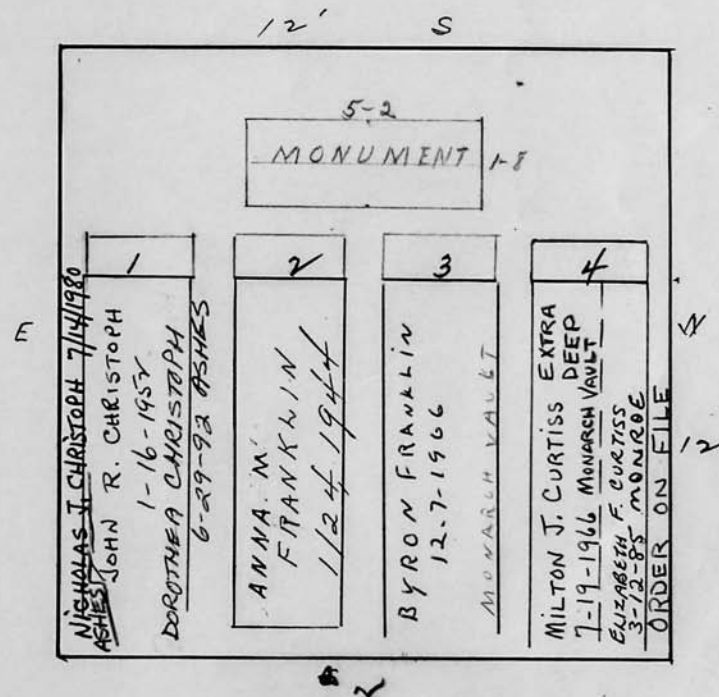 12' S
5-2
MONUMENT 1-8
E
1
NICHOLAS J. CHRISTOPH 7/14/1980
ASHES
JOHN R. CHRISTOPH
1-16-1952
DOROTHEA CHRISTOPH
6-29-92 ASHES
2
ANNA. M.
FRANKLIN
1/24.1944
3
BYRON FRANKLIN
12.7-1966
MONARCH VAULT
4
MILTON J. CURTISS EXTRA
DEEP
7-19-1966 MONARCH VAULT
ELIZABETH F. CURTISS
3-12-85 MONROE
ORDER ON FILE
W
12
N